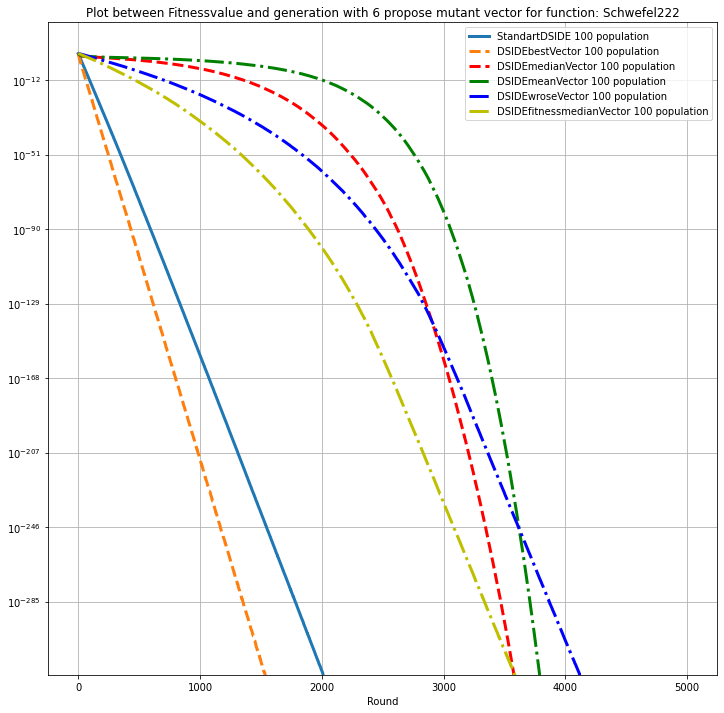 Plot between Fitnessvalue and generation with 6 propose mutant vector for function: Schwefel222
StandartDSIDE 100 population
DSIDEbestVector 100 population
DSIDEmedianVector 100 population
DSIDEmeanVector 100 population
DSIDEwroseVector 100 population
DSIDEfitnessmedianVector 100 population
10^−12
10^−51
10^−90
10^−129
10^−168
10^−207
10^−246
10^−285
0 1000 2000 3000 4000 5000
Round